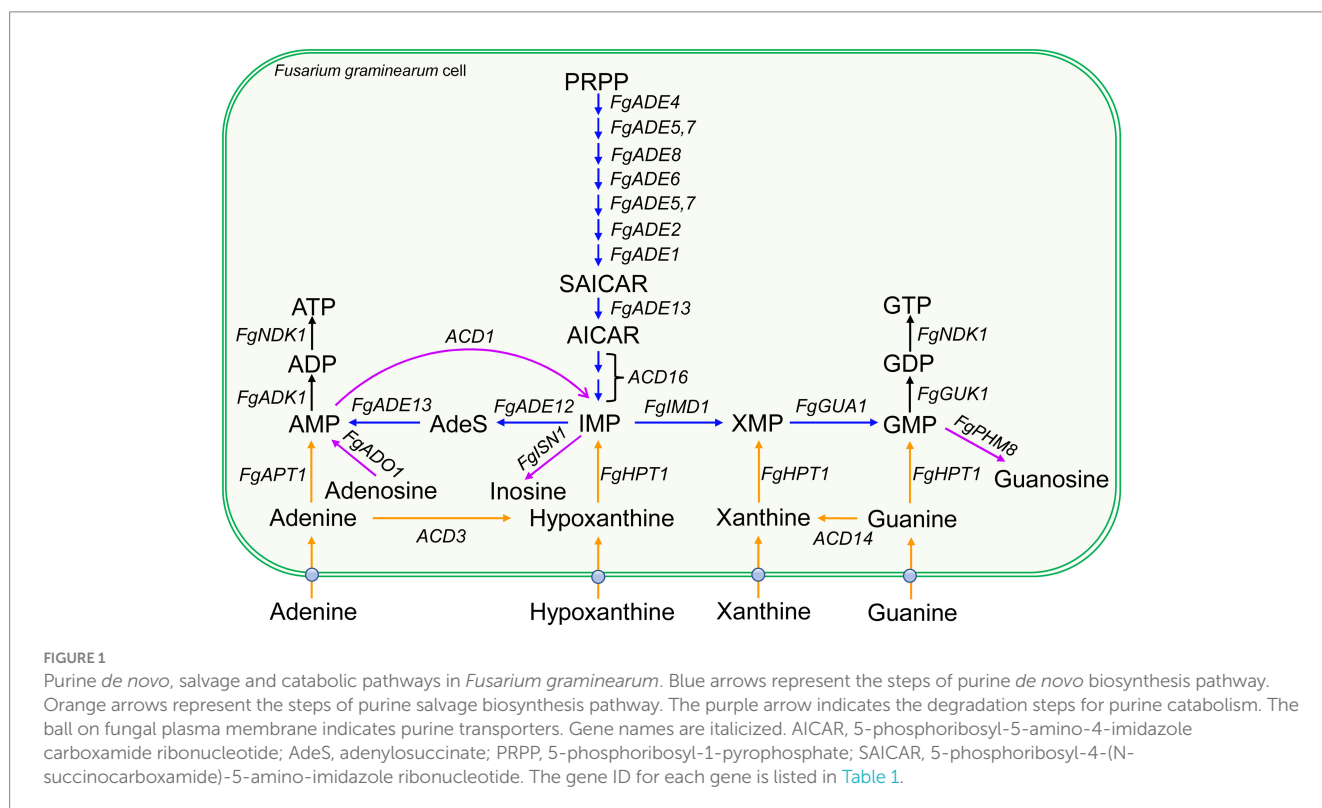 Fusarium graminearum cell
PRPP
FgADE4
FgADE5,7
FgADE8
FgADE6
FgADE5,7
FgADE2
FgADE1
SAICAR
FgADE13
AICAR
ACD16
ATP
FgNDK1
ADP
FgADK1
AMP
ACD1
FgADE13
AdeS
FgADE12
IMP
FgIMD1
XMP
FgGUA1
GMP
GTP
FgNDK1
GDP
FgGUK1
FgPHM8
Guanosine
FgAPT1
FgADO1
Adenosine
FgISN1
Inosine
FgHPT1
FgHPT1
FgHPT1
Adenine
ACD3
Hypoxanthine
Xanthine
ACD14
Guanine
Adenine
Hypoxanthine
Xanthine
Guanine
FIGURE 1
Purine de novo, salvage and catabolic pathways in Fusarium graminearum. Blue arrows represent the steps of purine de novo biosynthesis pathway.
Orange arrows represent the steps of purine salvage biosynthesis pathway. The purple arrow indicates the degradation steps for purine catabolism. The
ball on fungal plasma membrane indicates purine transporters. Gene names are italicized. AICAR, 5-phosphoribosyl-5-amino-4-imidazole
carboxamide ribonucleotide; AdeS, adenylosuccinate; PRPP, 5-phosphoribosyl-1-pyrophosphate; SAICAR, 5-phosphoribosyl-4-(N-
succinocarboxamide)-5-amino-imidazole ribonucleotide. The gene ID for each gene is listed in Table 1.